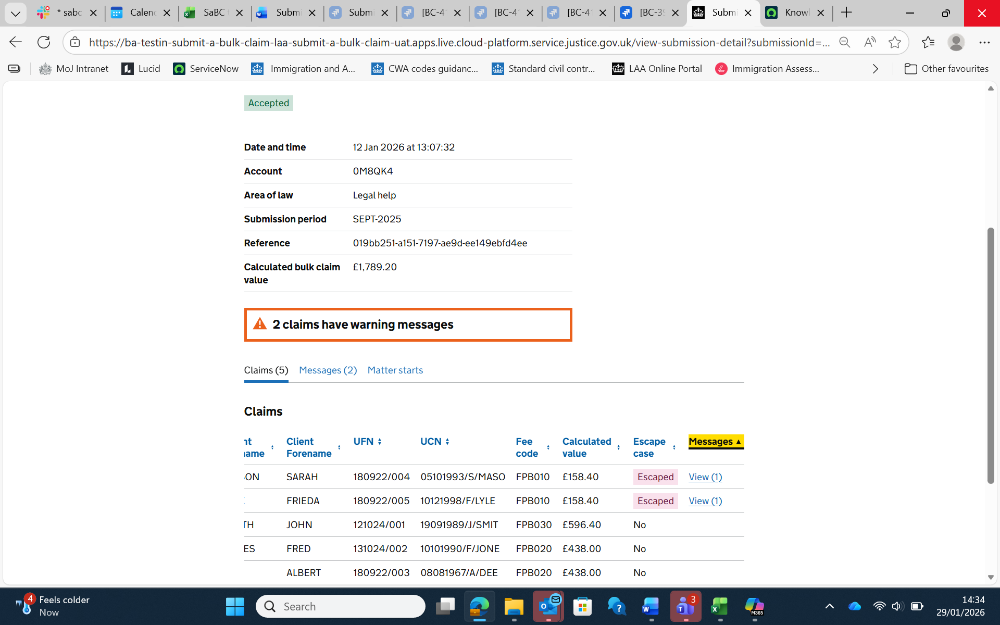 * sabc
Calend
SaBC f
Submi
Submi
[BC-4
[BC-4
[BC-4
[BC-39
Submi
Knowl
https://ba-testin-submit-a-bulk-claim-laa-submit-a-bulk-claim-uat.apps.live.cloud-platform.service.justice.gov.uk/view-submission-detail?submissionId=...
MoJ Intranet
Lucid
ServiceNow
Immigration and A...
CWA codes guidanc...
Standard civil contr...
LAA Online Portal
Immigration Assess...
Other favourites
Accepted
Date and time 12 Jan 2026 at 13:07:32
Account 0M8QK4
Area of law Legal help
Submission period SEPT-2025
Reference 019bb251-a151-7197-ae9d-ee149ebfd4ee
Calculated bulk claim value £1,789.20
2 claims have warning messages
Claims (5) Messages (2) Matter starts
Claims
nt name Client Forename UFN UCN Fee code Calculated value Escape case Messages
ON SARAH 180922/004 05101993/S/MASO FPB010 £158.40 Escaped View (1)
FRIEDA 180922/005 10121998/F/LYLE FPB010 £158.40 Escaped View (1)
TH JOHN 121024/001 19091989/J/SMIT FPB030 £596.40 No
ES FRED 131024/002 10101990/F/JONE FPB020 £438.00 No
ALBERT 180922/003 08081967/A/DEE FPB020 £438.00 No
4
Feels colder
Now
Search
3
M365
14:34
29/01/2026